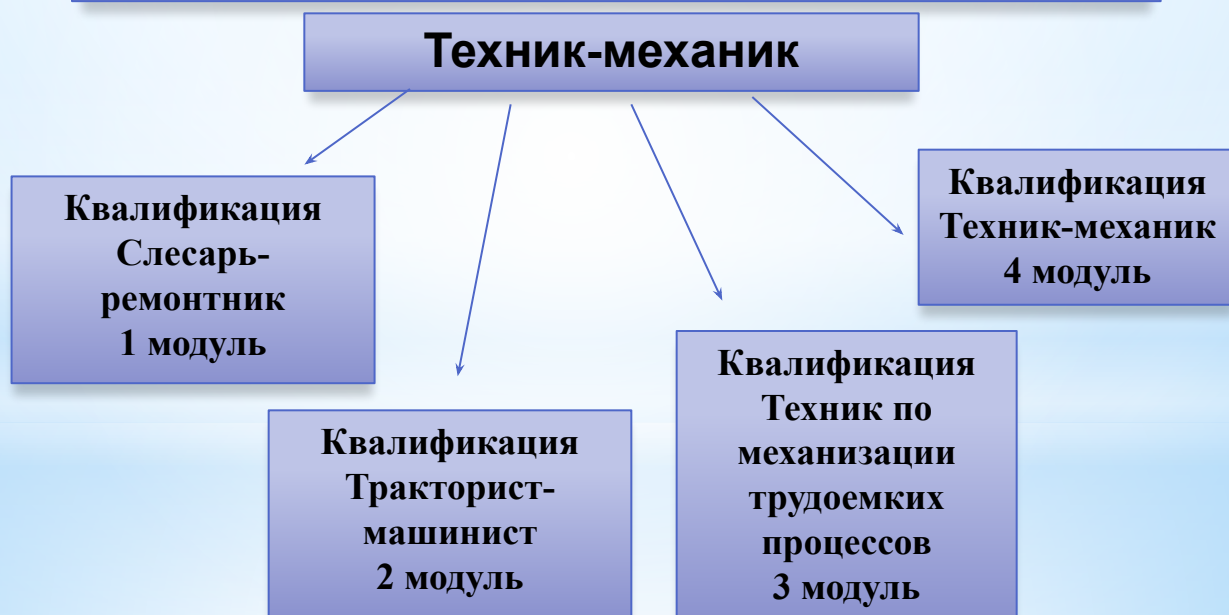 Техник-механик
Квалификация
Слесарь-
ремонтник
1 модуль
Квалификация
Тракторист-
машинист
2 модуль
Квалификация
Техник по
механизации
трудоемких
процессов
3 модуль
Квалификация
Техник-механик
4 модуль